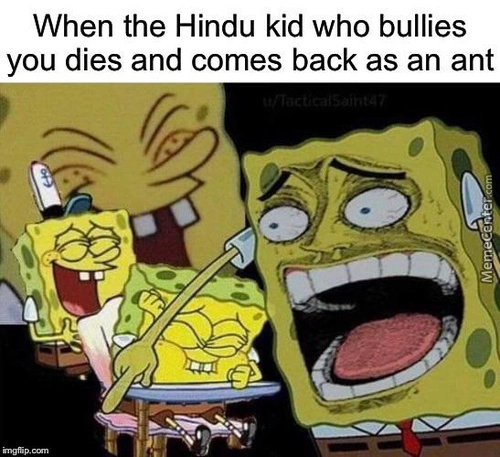 When the Hindu kid who bullies
you dies and comes back as an ant
u/TacticalSaint47
Memecenter.com
imgflip.com